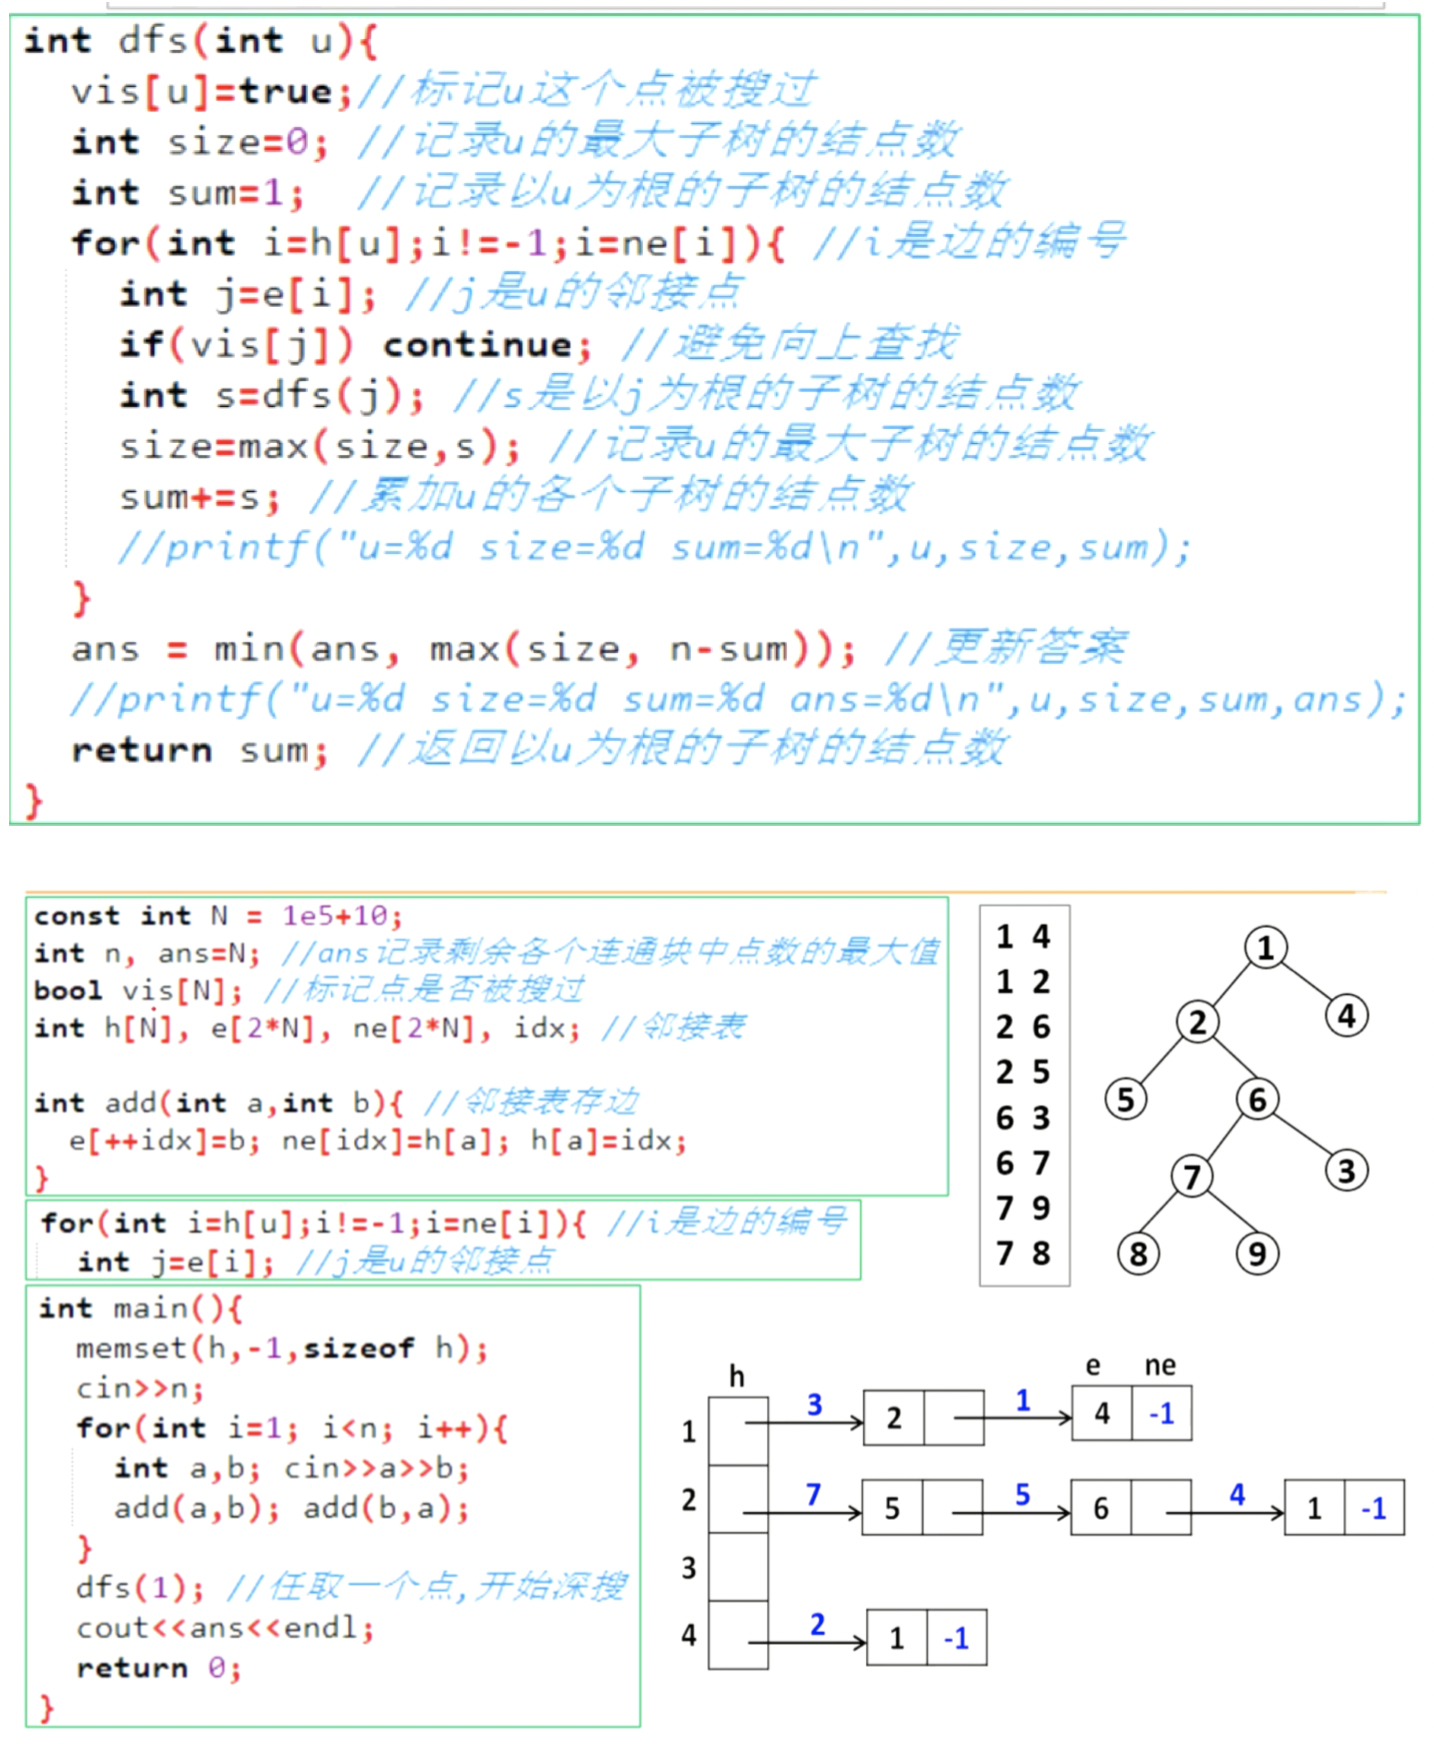 int dfs(int u){
vis[u]=true;//标记u这个点被搜过
int size=0; //记录u的最大子树的结点数
int sum=1; //记录以u为根的子树的结点数
for(int i=h[u];i!=-1;i=ne[i]){ //i是边的编号
int j=e[i]; //j是u的邻接点
if(vis[j]) continue; //避免向上查找
int s=dfs(j); //s是以j为根的子树的结点数
size=max(size,s); //记录u的最大子树的结点数
sum+=s; //累加u的各个子树的结点数
//printf("u=%d size=%d sum=%d\n",u,size,sum);
}
ans = min(ans, max(size, n-sum)); //更新答案
//printf("u=%d size=%d sum=%d ans=%d\n",u,size,sum,ans);
return sum; //返回以u为根的子树的结点数
}
const int N = 1e5+10;
int n, ans=N; //ans记录剩余各个连通块中点数的最大值
bool vis[N]; //标记点是否被搜过
int h[N], e[2*N], ne[2*N], idx; //邻接表
int add(int a,int b){ //邻接表存边
e[++idx]=b; ne[idx]=h[a]; h[a]=idx;
}
for(int i=h[u];i!=-1;i=ne[i]){ //i是边的编号
int j=e[i]; //j是u的邻接点
int main(){
memset(h,-1,sizeof h);
cin>>n;
for(int i=1; i<n; i++){
int a,b; cin>>a>>b;
add(a,b); add(b,a);
}
dfs(1); //任取一个点,开始深搜
cout<<ans<<endl;
return 0;
}
1 4
1 2
2 6
2 5
6 3
6 7
7 9
7 8
1
2 4
5 6
7 3
8 9
h e ne
1 3 2 1 4 -1
2 7 5 5 6 4 1 -1
3
4 2 1 -1